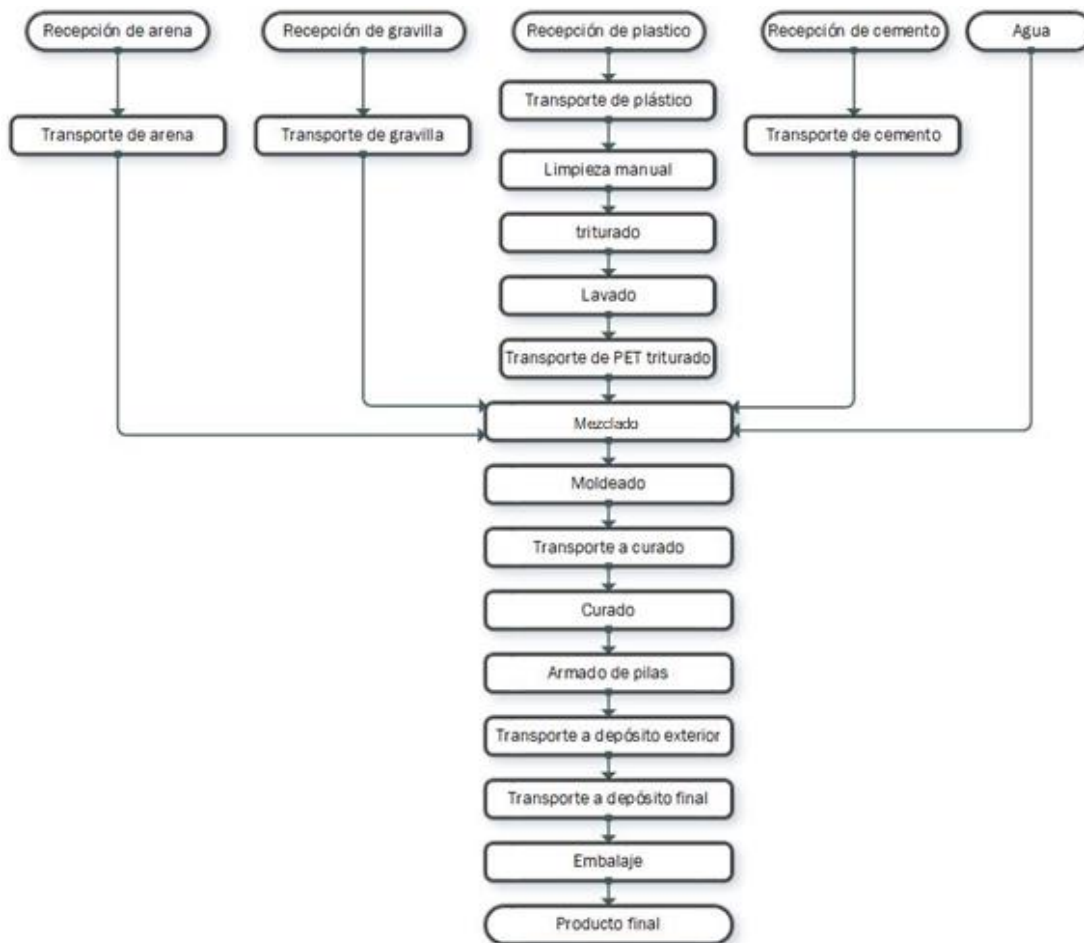 Recepción de arena
Recepción de gravilla
Recepción de plastico
Recepción de cemento
Agua
Transporte de plástico
Transporte de arena
Transporte de gravilla
Transporte de cemento
Limpieza manual
triturado
Lavado
Transporte de PET triturado
Mezclado
Moldeado
Transporte a curado
Curado
Armado de pilas
Transporte a depósito exterior
Transporte a depósito final
Embalaje
Producto final